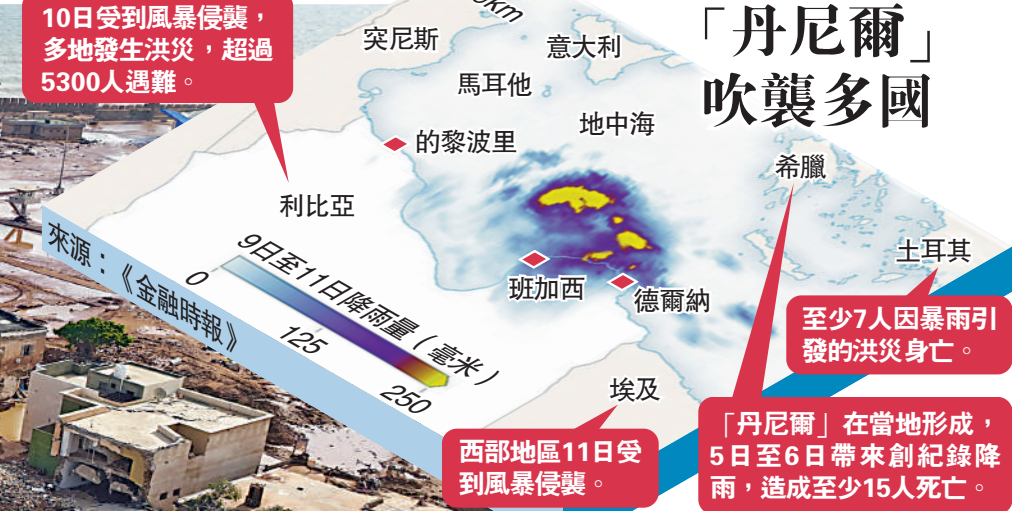 「丹尼爾」
吹襲多國
10日受到風暴侵襲，
多地發生洪災，超過
5300人遇難。
km
突尼斯
意大利
馬耳他
地中海
的黎波里
希臘
利比亞
土耳其
班加西
德爾納
埃及
來源：《金融時報》
9日至11日降雨量（毫米）
0
125
250
至少7人因暴雨引
發的洪災身亡。
「丹尼爾」在當地形成，
5日至6日帶來創紀錄降
雨，造成至少15人死亡。
西部地區11日受
到風暴侵襲。